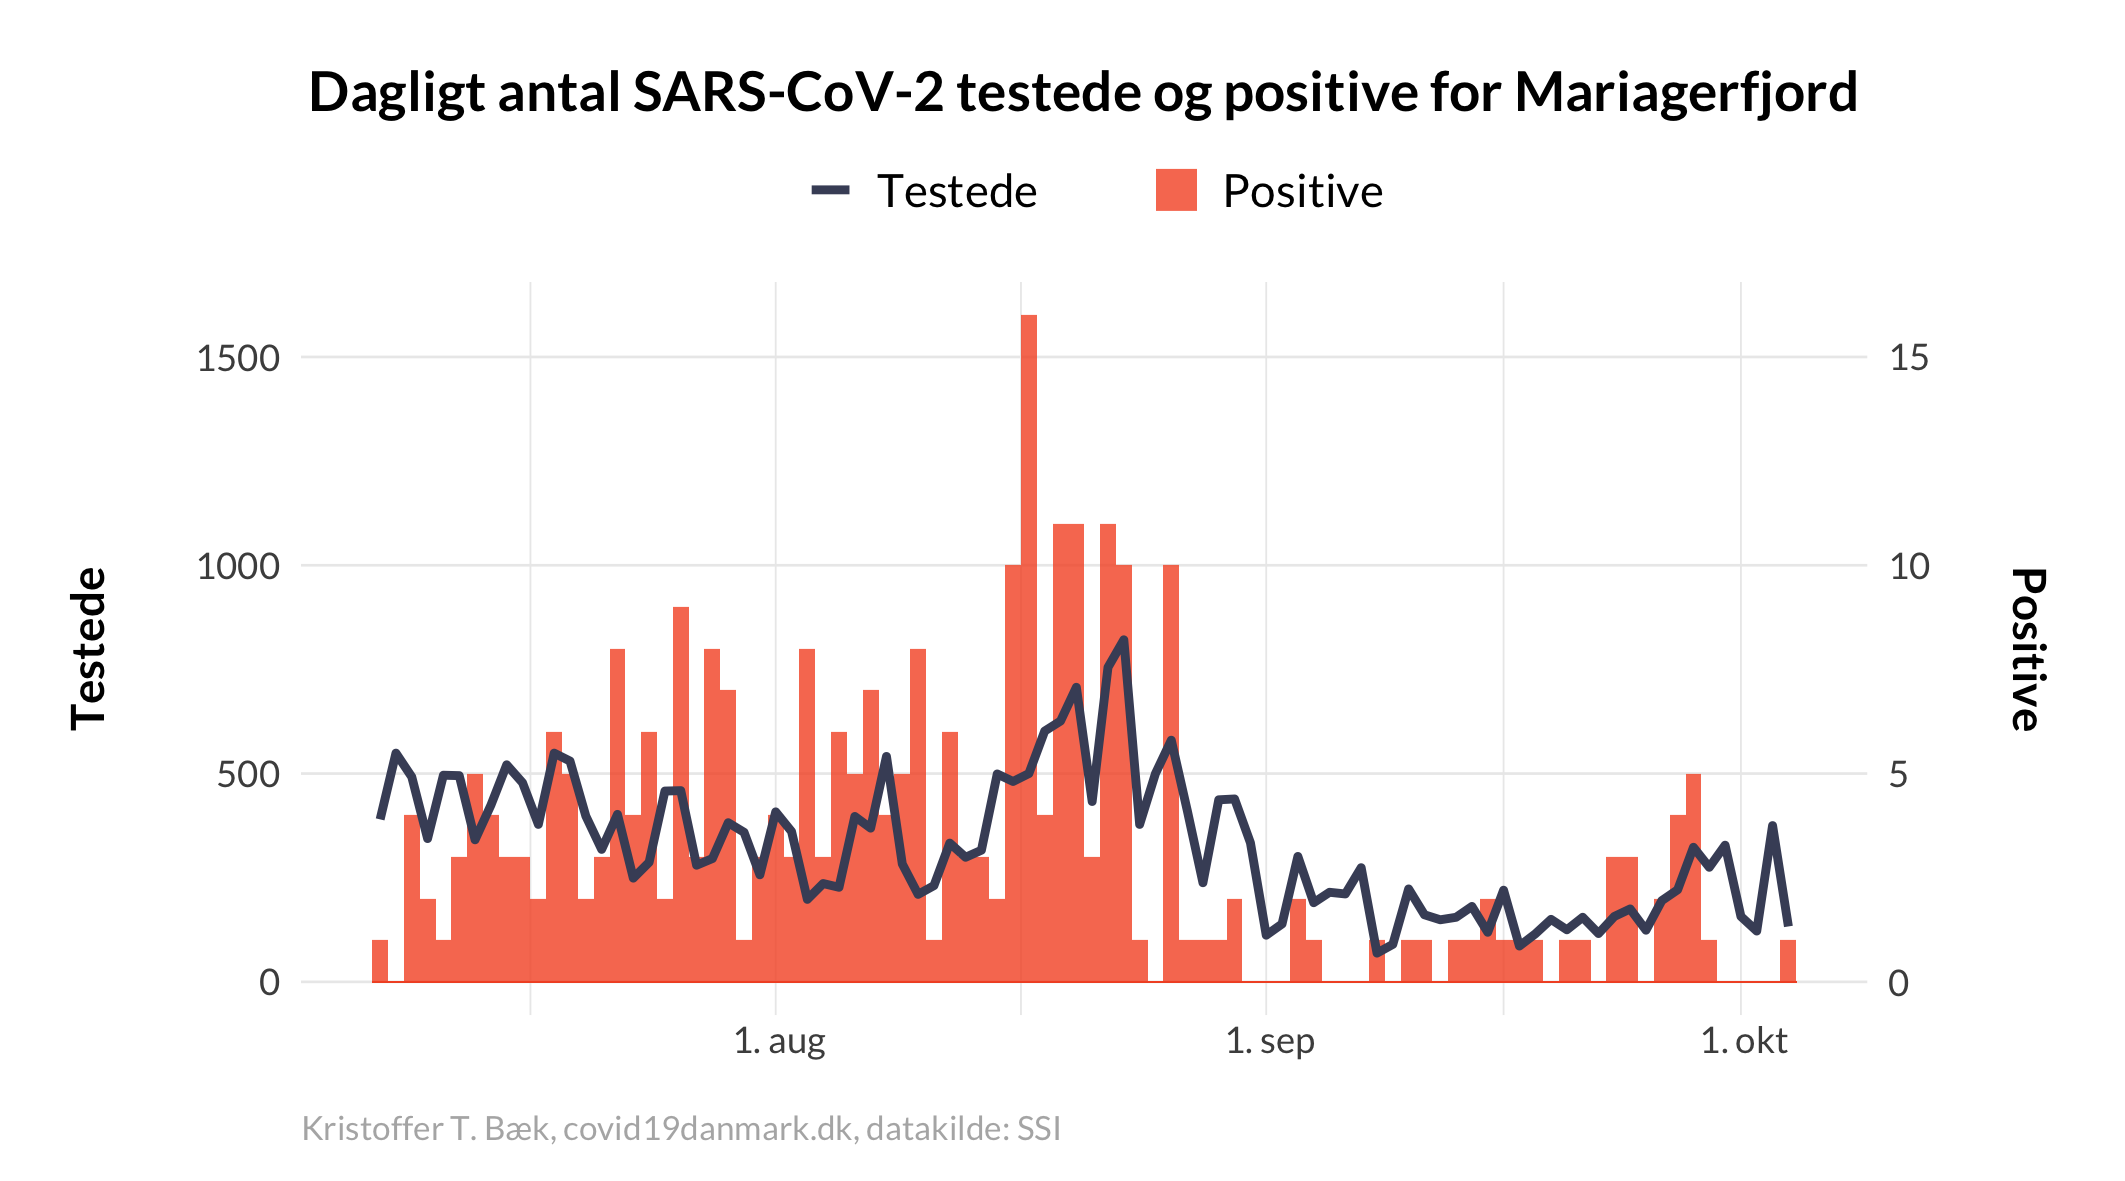 Dagligt antal SARS-CoV-2 testede og positive for Mariagerfjord
Testede
Positive
1500
1000
500
0
15
10
5
0
Testede
Positive
1. aug
1. sep
1. okt
Kristoffer T. Bæk, covid19danmark.dk, datakilde: SSI